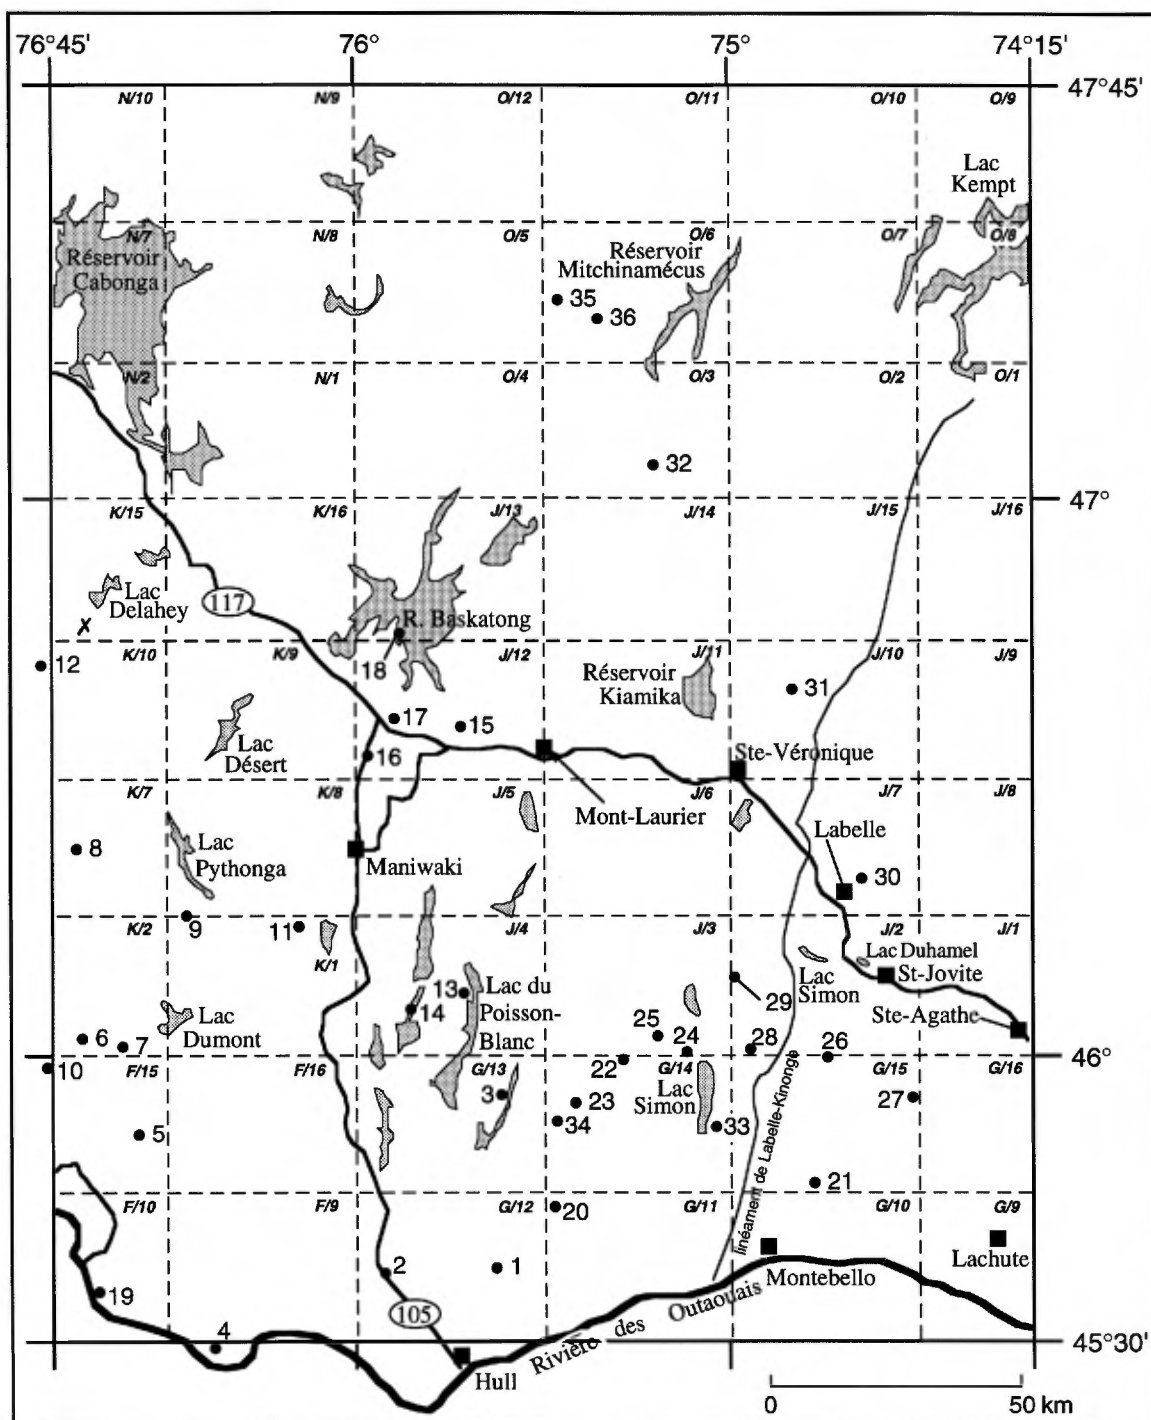 76°45' 76° 75° 74°15'
47°45'
N/10 N/9 O/12 O/11 O/10 O/9
Lac
Kempt
N/7 N/8 O/5 O/6 O/7 O/8
Réservoir
Cabonga
Réservoir
Mitchinamécus
35
36
N/2 N/1 O/4 O/3 O/2 O/1
32
47°
K/15 K/16 J/13 J/14 J/15 J/16
Lac
Delahey
117
R. Baskatong
X
K/10 K/9 J/12 J/11 J/10 J/9
12
18
Réservoir
Kiamika
31
17 15
Lac
Désert
16
Ste-Véronique
K/7 K/8 J/5 J/6 J/7 J/8
Mont-Laurier
Labelle
8
Lac
Pythonga
Maniwaki
30
9
11
K/2 K/1 J/4 J/3 J/2 J/1
Lac Duhamel
St-Jovite
Lac
Simon
13
14
Lac du
Poisson-
Blanc
29
Ste-Agathe
Lac
Dumont
6 7
25 24
28 26
22
46°
10
F/15 F/16 G/13 G/14 G/15 G/16
3
23
Lac
Simon
27
34
33
5
linéament de Labelle-Kinonge
21
F/10 F/9 G/12 G/11 G/10 G/9
20
2 1
Lachute
Montebello
19
105
4
Rivière des Outaouais
45°30'
Hull
0 50 km